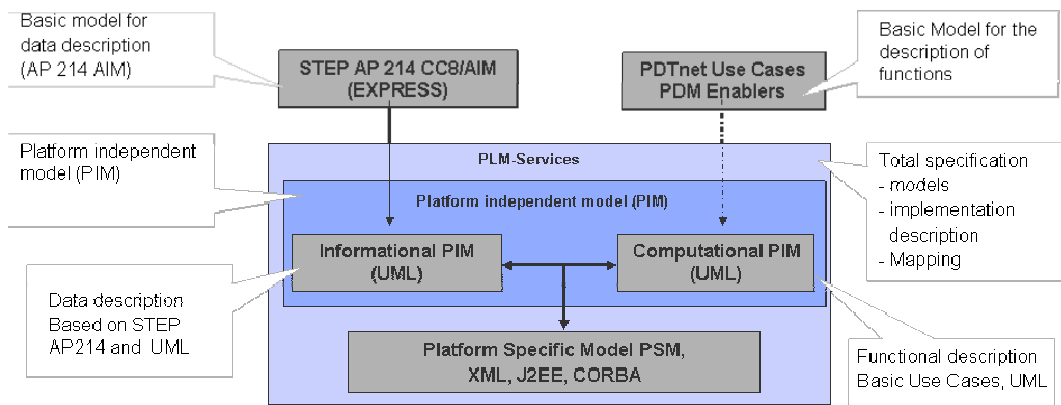 Basic model for
data description
(AP 214 AIM)
STEP AP 214 CC8/AIM
(EXPRESS)
PDTnet Use Cases
PDM Enablers
Basic Model for the
description of
functions
Platform independent
model (PIM)
PLM-Services
Platform independent model (PIM)
Informational PIM
(UML)
Computational PIM
(UML)
Total specification
- models
- implementation
description
- Mapping
Data description
Based on STEP
AP214 and UML
Platform Specific Model PSM,
XML, J2EE, CORBA
Functional description
Basic Use Cases, UML